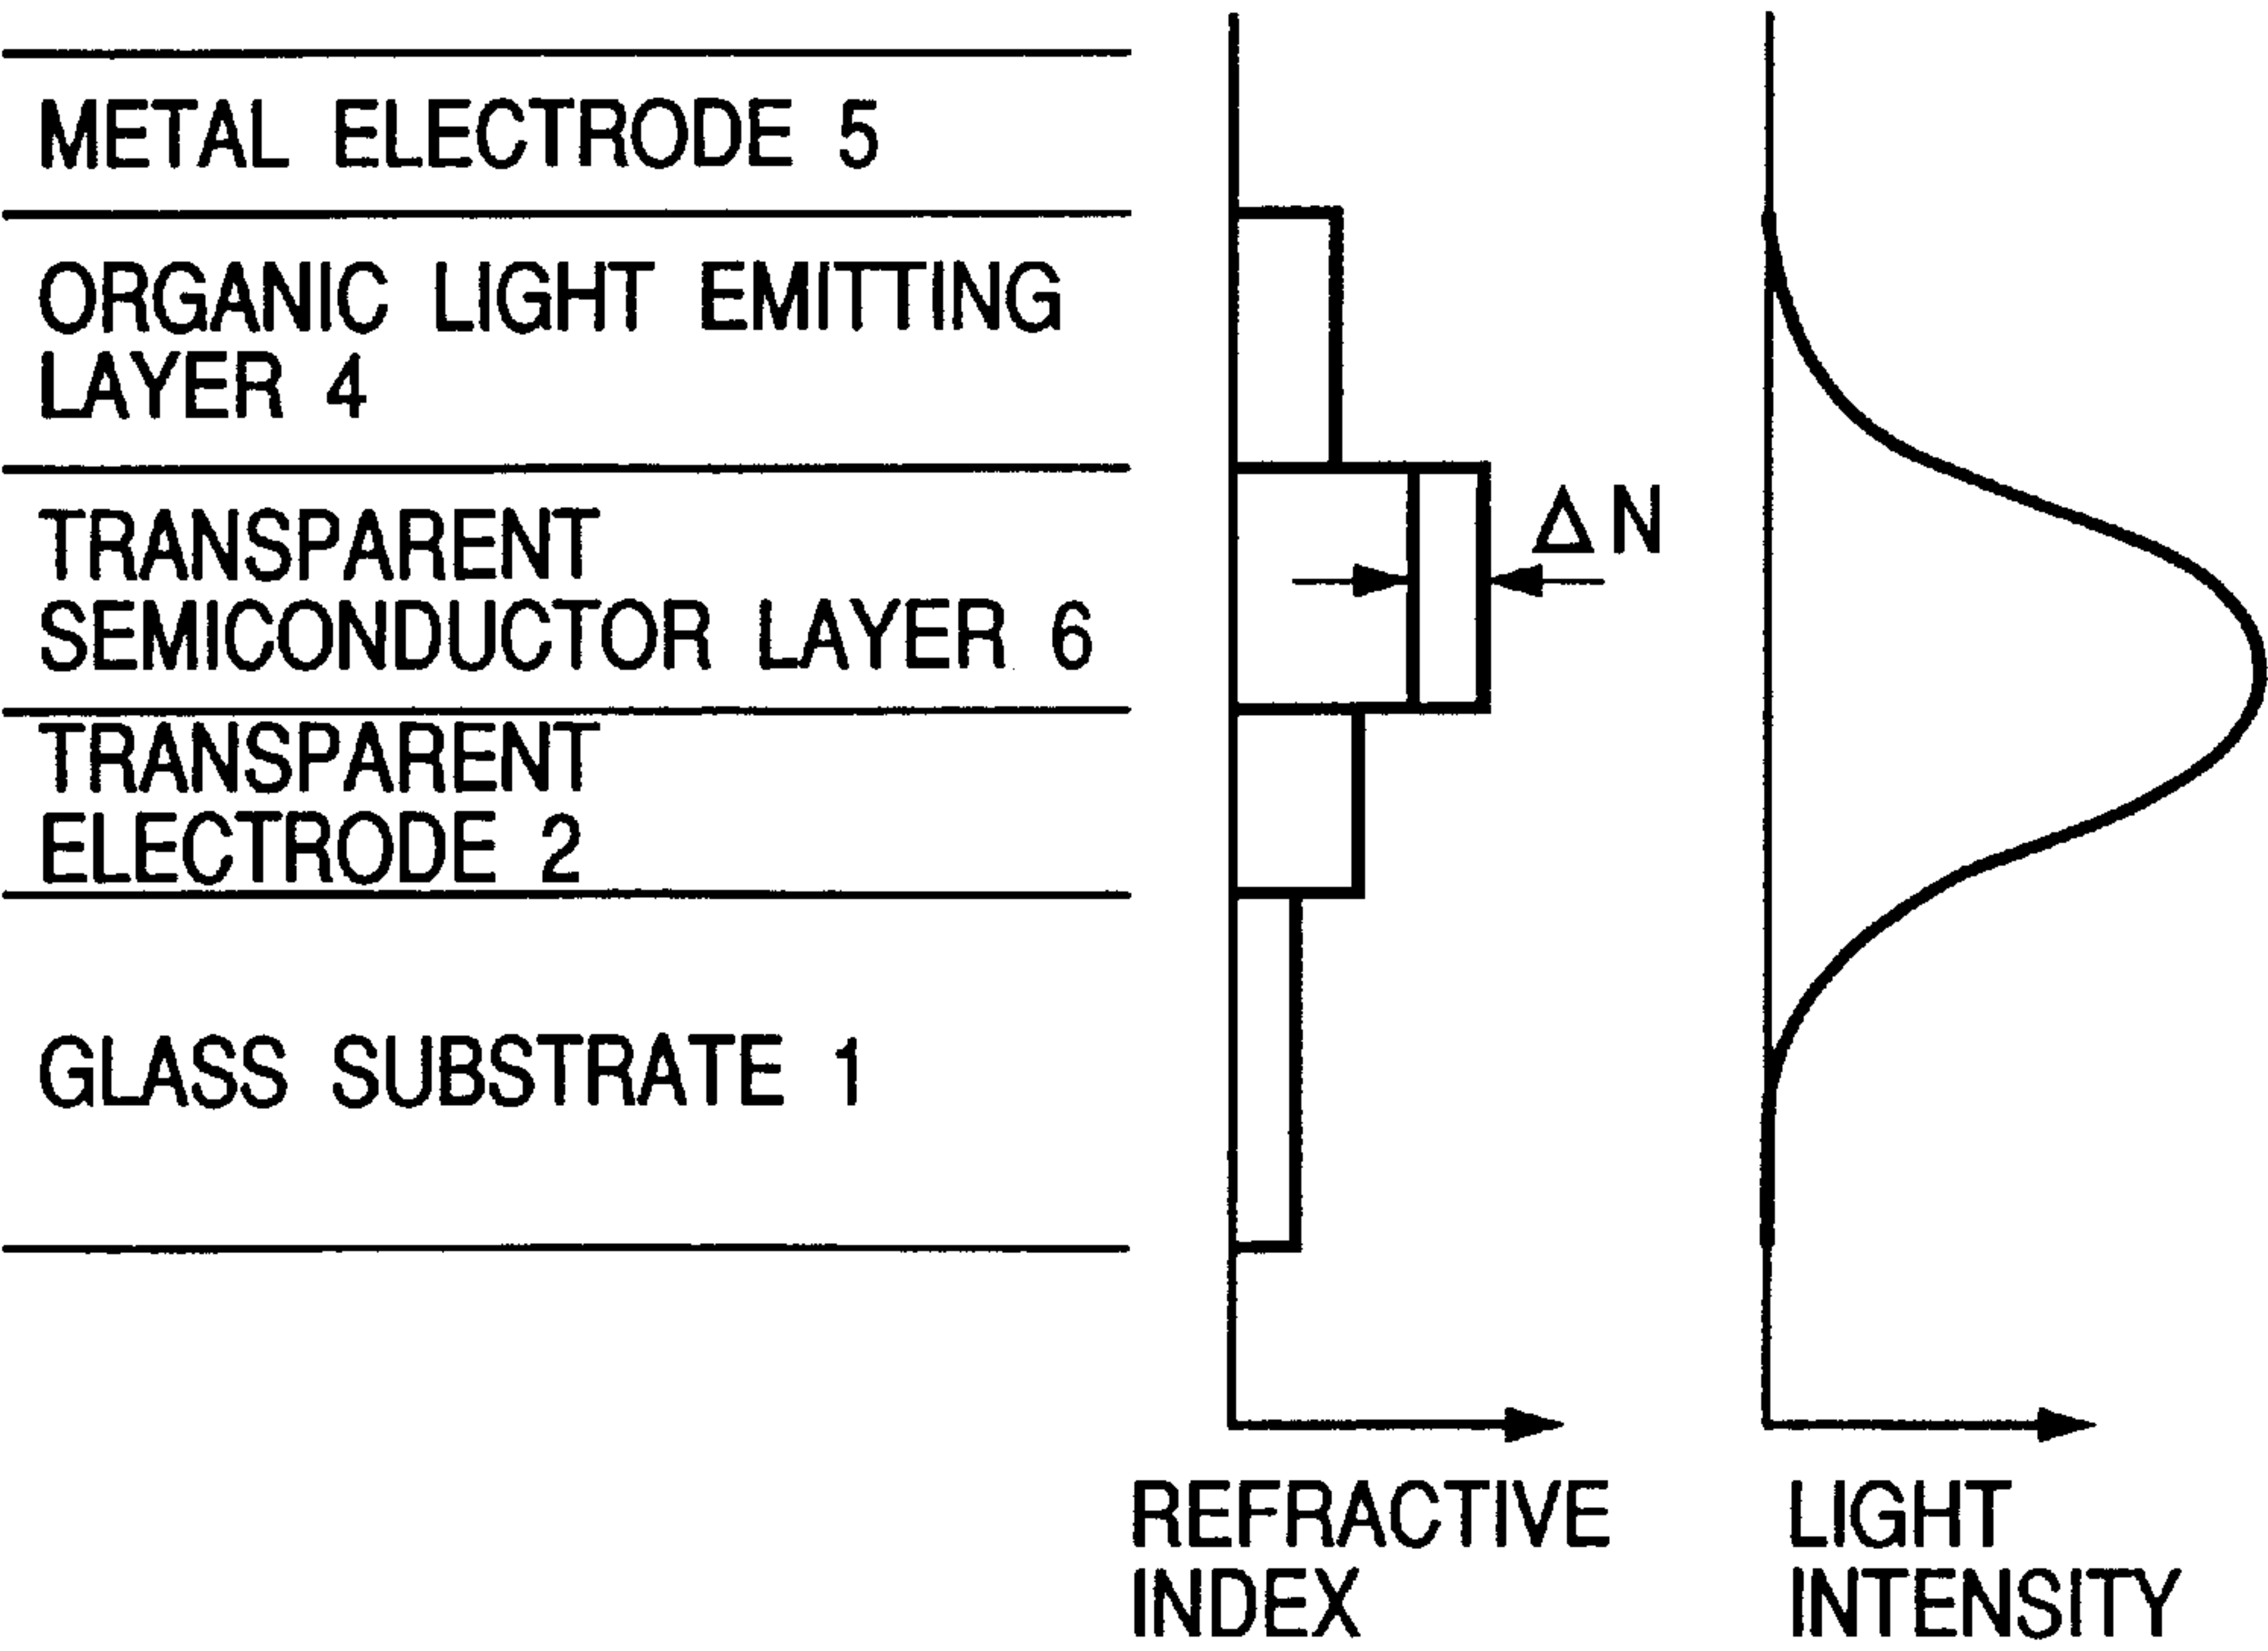 METAL ELECTRODE 5
ORGANIC LIGHT EMITTING
LAYER 4
TRANSPARENT
SEMICONDUCTOR LAYER 6
ΔN
TRANSPARENT
ELECTRODE 2
GLASS SUBSTRATE 1
REFRACTIVE
INDEX
LIGHT
INTENSITY